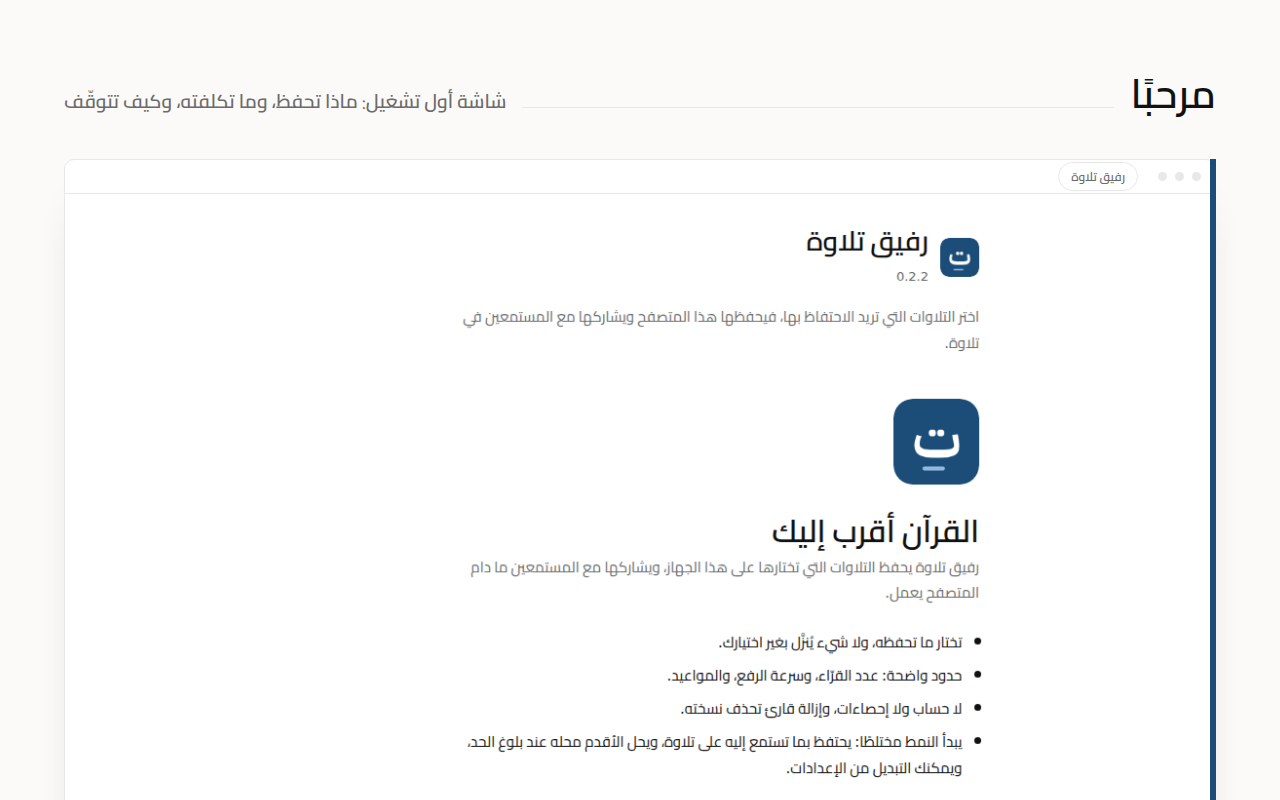 مرحبًا
شاشة أول تشغيل: ماذا تحفظ، وما تكلفته، وكيف تتوقّف
رفيق تلاوة
ت
رفيق تلاوة
0.2.2
اختر التلاوات التي تريد الاحتفاظ بها، فيحفظها هذا المتصفح ويشاركها مع المستمعين في
تلاوة.
ت
القرآن أقرب إليك
رفيق تلاوة يحفظ التلاوات التي تختارها على هذا الجهاز، ويشاركها مع المستمعين ما دام
المتصفح يعمل.
تختار ما تحفظه، ولا شيء يُنزَّل بغير اختيارك.
حدود واضحة: عدد القرّاء، وسرعة الرفع، والمواعيد.
لا حساب ولا إحصاءات، وإزالة قارئ تحذف نسخته.
يبدأ النمط مختلطًا: يحتفظ بما تستمع إليه على تلاوة، ويحل الأقدم محله عند بلوغ الحد،
ويمكنك التبديل من الإعدادات.